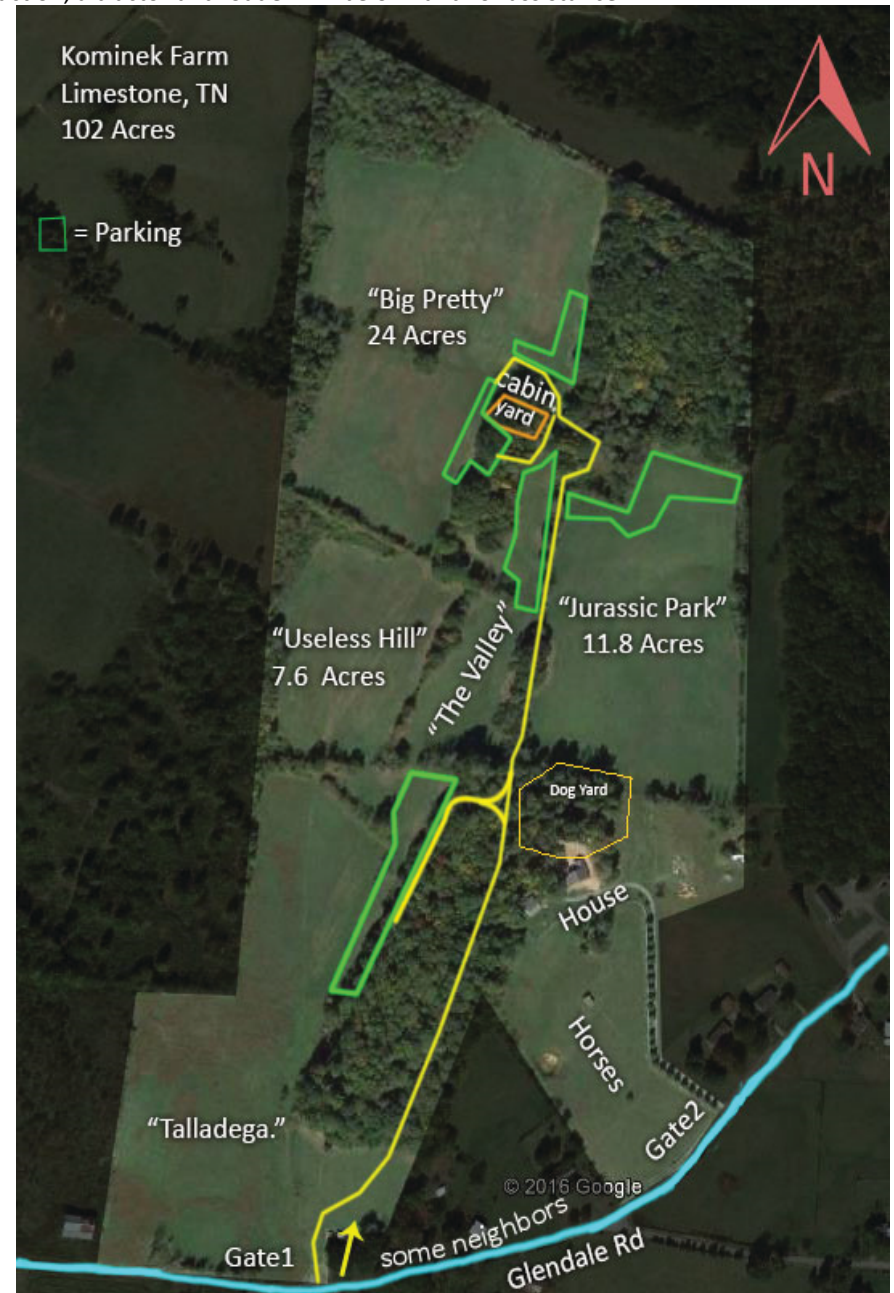 Kominek Farm
Limestone, TN
102 Acres
N
= Parking
“Big Pretty”
24 Acres
cabin
yard
“Jurassic Park”
11.8 Acres
“Useless Hill”
7.6 Acres
“The Valley”
Dog Yard
House
Horses
“Talladega.”
Gate2
© 2016 Google
some neighbors
Gate1
Glendale Rd